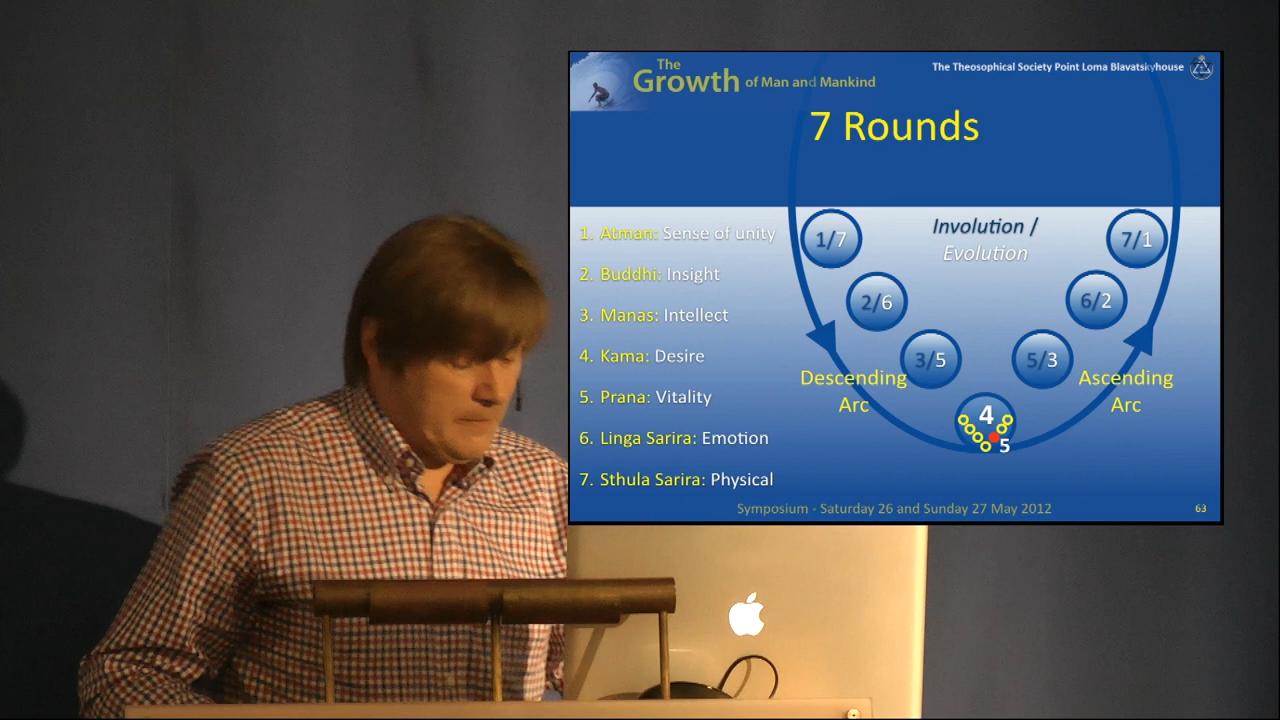 The
Growth of Man and Mankind
The Theosophical Society Point Loma Blavatskyhouse
7 Rounds
1. Atman: Sense of unity
2. Buddhi: Insight
3. Manas: Intellect
4. Kama: Desire
5. Prana: Vitality
6. Linga Sarira: Emotion
7. Sthula Sarira: Physical
Involution /
Evolution
1/7
7/1
2/6
6/2
3/5
5/3
Descending
Arc
Ascending
Arc
4
5
Symposium - Saturday 26 and Sunday 27 May 2012
63